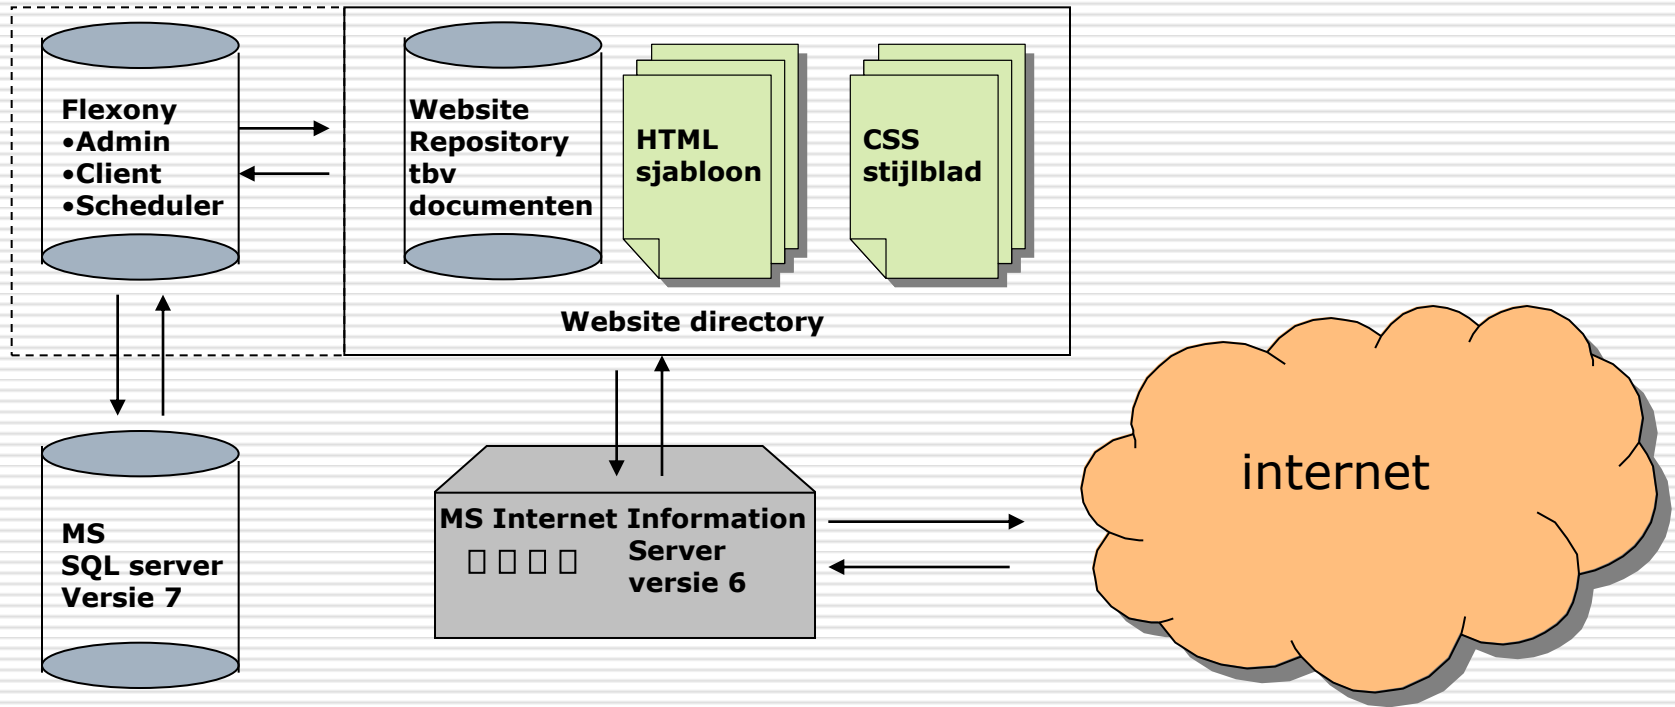 Flexony
•Admin
•Client
•Scheduler
Website
Repository
tbv
documenten
HTML
sjabloon
CSS
stijlblad
Website directory
MS
SQL server
Versie 7
MS Internet Information
Server
versie 6
internet